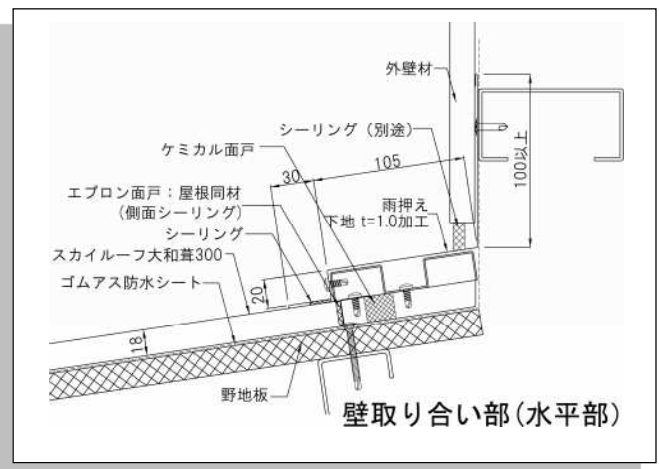 外壁材
シーリング（別途）
ケミカル面戸
105
30
100以上
エプロン面戸：屋根同材
（側面シーリング）
雨押え
下地 t=1.0加工
シーリング
スカイルーフ大和葺300
ゴムアス防水シート
20
18
野地板
壁取り合い部(水平部)